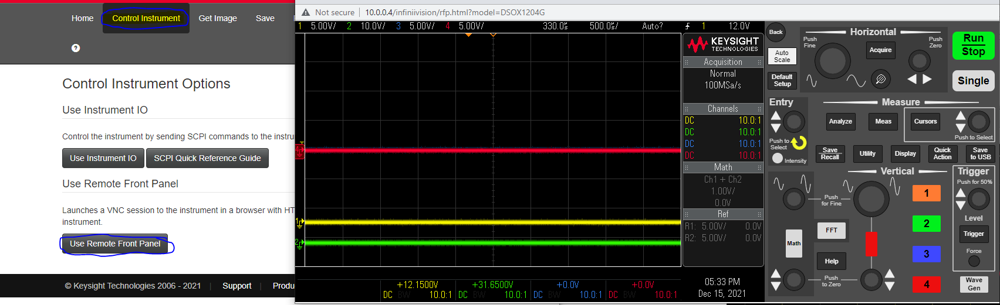 Home
Control Instrument
Get Image
Save
?
Control Instrument Options
Use Instrument IO
Control the instrument by sending SCPI commands to the instru
Use Instrument IO
SCPI Quick Reference Guide
Use Remote Front Panel
Launches a VNC session to the instrument in a browser with HT
instrument.
Use Remote Front Panel
© Keysight Technologies 2006 - 2021
Support
Produ
Not secure
10.0.0.4/infiniivision/rfp.html?model=DSOX1204G
1 5.00V/ 2 10.0V/ 3 5.00V/ 4 5.00V/ 330.0µs 500.0µs/ Auto? 1 12.0V
KEYSIGHT
TECHNOLOGIES
Acquisition
Normal
100MSa/s
Channels
DC 10.0:1
DC 10.0:1
DC 10.0:1
DC 10.0:1
Math
Ch1 + Ch2
1.00V/
0.0V
Ref
R1: 5.00V/ 0.0V
R2: 5.00V/ 0.0V
05:33 PM
Dec 15, 2021
T
4
1
2
+12.1500V +31.6500V +0.0V +0.0V
DC BW 10.0:1 DC BW 10.0:1 DC BW 10.0:1 DC BW 10.0:1
Back
Auto
Scale
Default
Setup
Horizontal
Push
Fine
Acquire
Push
Zero
Run
Stop
Single
Entry
Push to
Select
Intensity
Measure
Analyze
Meas
Cursors
Push to Select
Save
Recall
Utility
Display
Quick
Action
Save
to USB
Vertical
Push
for Fine
1
2
3
4
FFT
Math
Help
Push
to Zero
Trigger
Push for 50%
Level
Trigger
Force
Wave
Gen